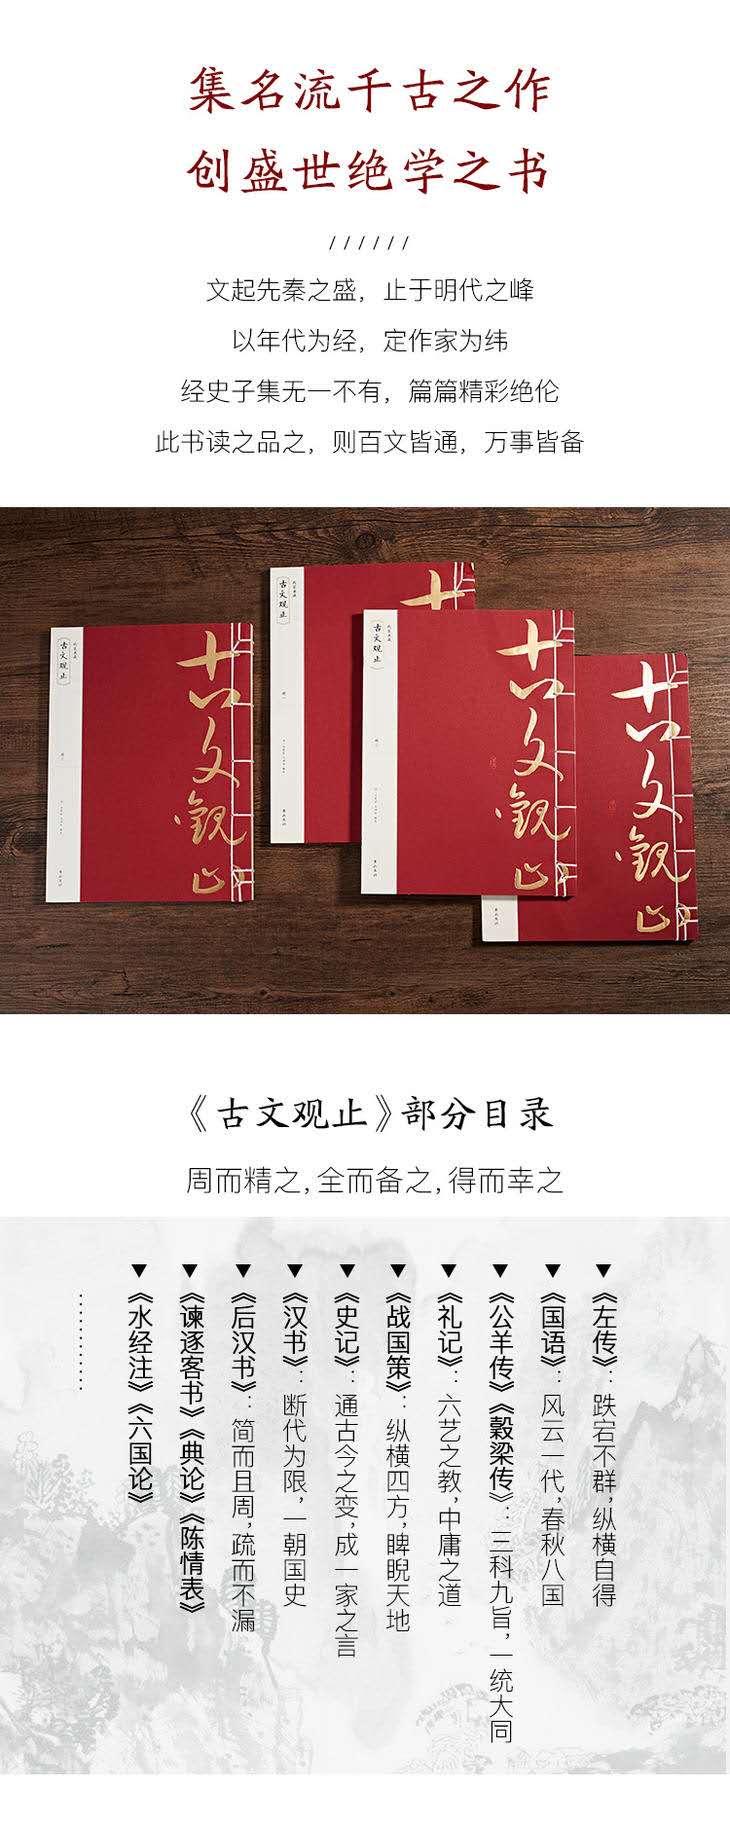 集名流千古之作
创盛世绝学之书
//////
文起先秦之盛，止于明代之峰
以年代为经，定作家为纬
经史子集无一不有，篇篇精彩绝伦
此书读之品之，则百文皆通，万事皆备
古文观止
古文观止
古文观止
古文观止
古文观止
古文观止
《古文观止》部分目录
周而精之,全而备之,得而幸之
▼《左传》：跌宕不群,纵横自得
▼《国语》：风云一代,春秋八国
▼《公羊传》《穀梁传》：三科九旨,一统大同
▼《礼记》：六艺之教,中庸之道
▼《战国策》：纵横四方,睥睨天地
▼《史记》：通古今之变,成一家之言
▼《汉书》：断代为限,一朝国史
▼《后汉书》：简而且周,疏而不漏
▼《谏逐客书》《典论》《陈情表》
▼《水经注》《六国论》
…………